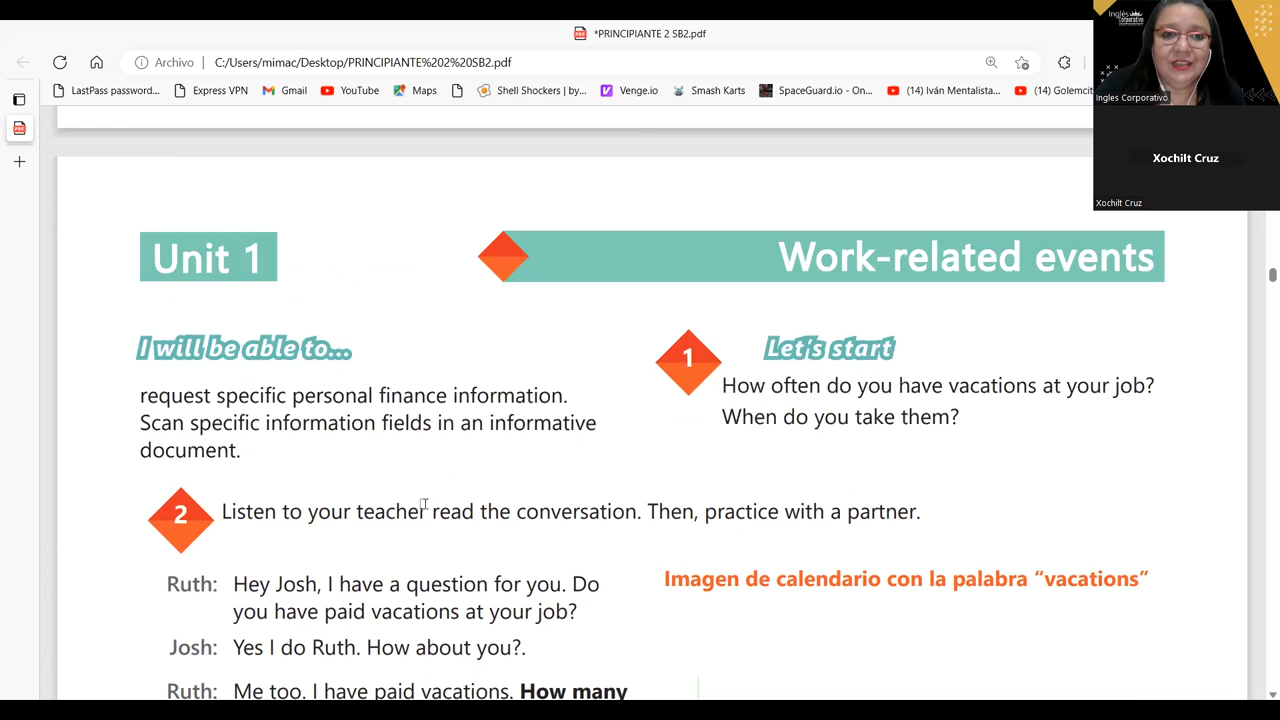 *PRINCIPIANTE 2 SB2.pdf
Archivo
C:/Users/mimac/Desktop/PRINCIPIANTE%202%20SB2.pdf
LastPass password...
Express VPN
Gmail
YouTube
Maps
Shell Shockers | by...
Venge.io
Smash Karts
SpaceGuard.io - On...
(14) Iván Mentalista...
(14) Golemcit
Inglés
Corporativo
Ingles Corporativo
Xochilt Cruz
Xochilt Cruz
Unit 1
Work-related events
I will be able to...
request specific personal finance information.
Scan specific information fields in an informative
document.
1
Let's start
How often do you have vacations at your job?
When do you take them?
2
Listen to your teacher read the conversation. Then, practice with a partner.
Ruth: Hey Josh, I have a question for you. Do
you have paid vacations at your job?
Josh: Yes I do Ruth. How about you?.
Ruth: Me too. I have paid vacations. How many
Imagen de calendario con la palabra “vacations”